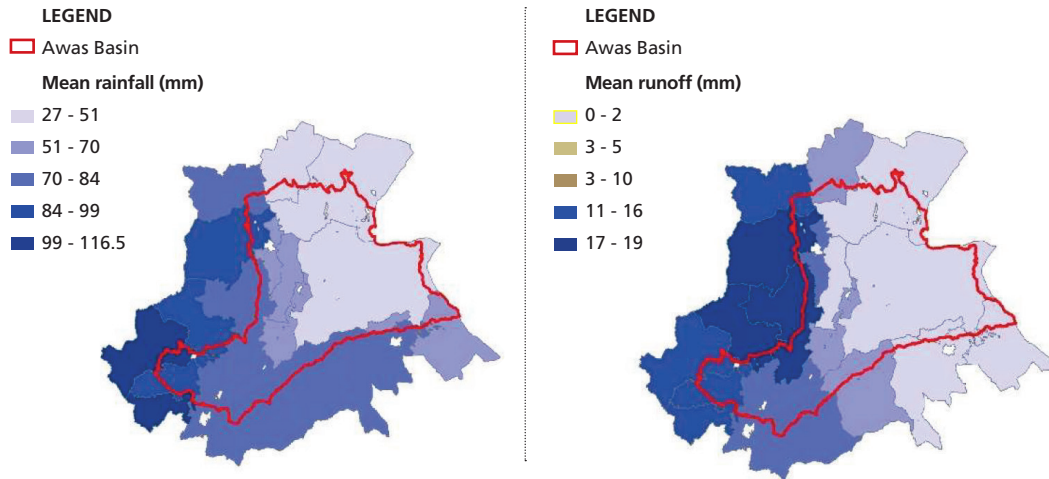 LEGEND
Awas Basin
Mean rainfall (mm)
27 - 51
51 - 70
70 - 84
84 - 99
99 - 116.5
LEGEND
Awas Basin
Mean runoff (mm)
0 - 2
3 - 5
3 - 10
11 - 16
17 - 19